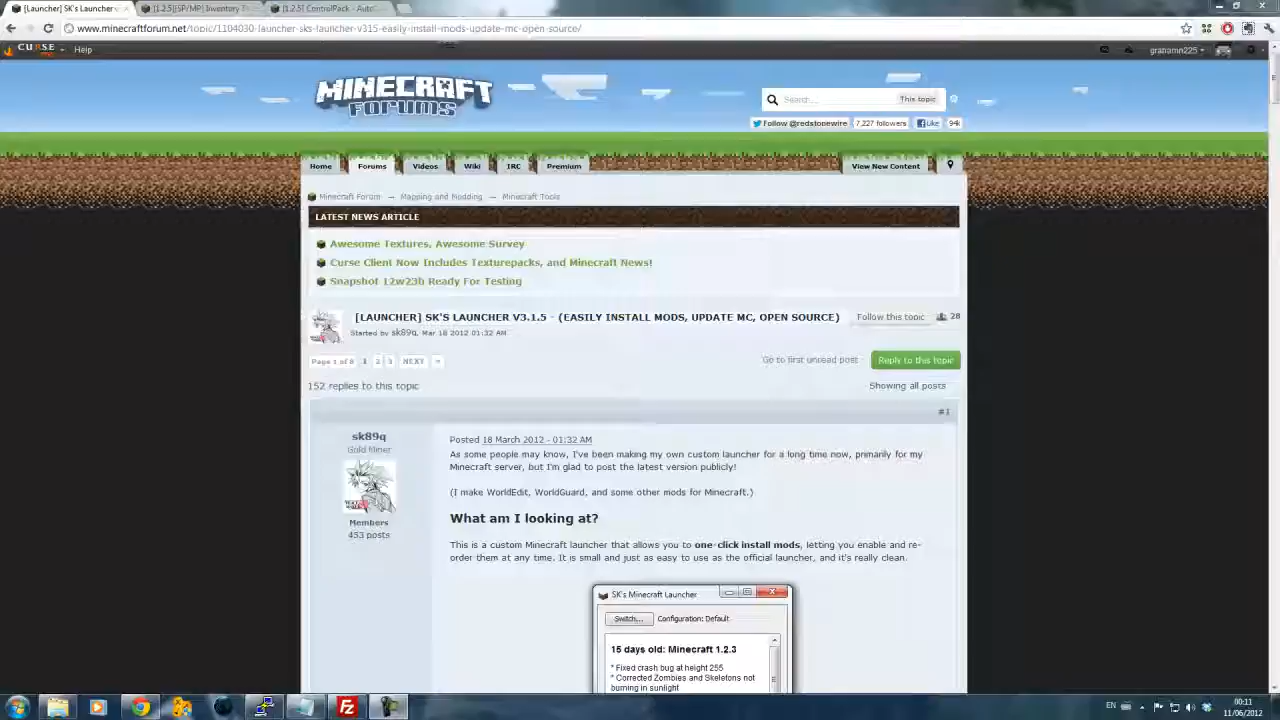 [Launcher] SK's Launcher v
[1.2.5][SP/MP] Inventory
[1.2.5] ControlPack - Auto
www.minecraftforum.net/topic/1104030-launcher-sks-launcher-v315-easily-install-mods-update-mc-open-source/
CURSE
Help
MINECRAFT
FORUMS
Search...
This topic
Follow @redstonewire
7,227 followers
Like
94k
Home
Forums
Videos
Wiki
IRC
Premium
View New Content
Minecraft Forum → Mapping and Modding → Minecraft Tools
LATEST NEWS ARTICLE
Awesome Textures, Awesome Survey
Curse Client Now Includes Texturepacks, and Minecraft News!
Snapshot 12w23b Ready For Testing
[LAUNCHER] SK'S LAUNCHER V3.1.5 - (EASILY INSTALL MODS, UPDATE MC, OPEN SOURCE)
Follow this topic
28
Started by sk89q, Mar 18 2012 01:32 AM
Page 1 of 8
1
2
3
NEXT
»
Go to first unread post
Reply to this topic
152 replies to this topic
Showing all posts
#1
sk89q
Gold Miner
Members
453 posts
Posted 18 March 2012 - 01:32 AM
As some people may know, I've been making my own custom launcher for a long time now, primarily for my
Minecraft server, but I'm glad to post the latest version publicly!
(I make WorldEdit, WorldGuard, and some other mods for Minecraft.)
What am I looking at?
This is a custom Minecraft launcher that allows you to one-click install mods, letting you enable and re-
order them at any time. It is small and just as easy to use as the official launcher, and it's really clean.
SK's Minecraft Launcher
Switch...
Configuration: Default
15 days old: Minecraft 1.2.3
* Fixed crash bug at height 255
* Corrected Zombies and Skeletons not
burning in sunlight
EN
00:11
11/06/2012